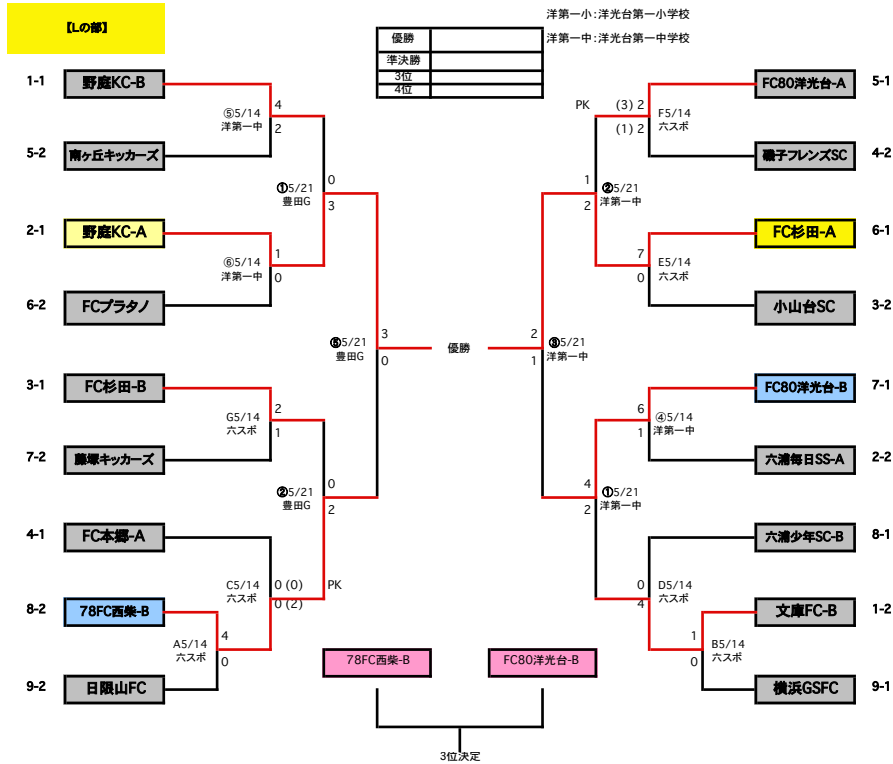 【Lの部】
洋第一小:洋光台第一小学校
洋第一中:洋光台第一中学校
優勝
準決勝
3位
4位
1-1 野庭KC-B
⑤5/14
洋第一中
4
2
5-2 南ヶ丘キッカーズ
①5/21
豊田G
0
3
2-1 野庭KC-A
⑥5/14
洋第一中
1
0
6-2 FCプラタノ
⑤5/21
豊田G
3
0
3-1 FC杉田-B
G5/14
六スポ
2
1
7-2 藤塚キッカーズ
②5/21
豊田G
0
2
4-1 FC本郷-A
C5/14
六スポ
0 (0)
0 (2)
PK
8-2 78FC西柴-B
A5/14
六スポ
4
0
9-2 日限山FC
優勝
FC80洋光台-A 5-1
PK
(3) 2
(1) 2
F5/14
六スポ
磯子フレンズSC 4-2
1
2
②5/21
洋第一中
FC杉田-A 6-1
7
0
E5/14
六スポ
小山台SC 3-2
2
1
③5/21
洋第一中
FC80洋光台-B 7-1
6
1
④5/14
洋第一中
六浦毎日SS-A 2-2
4
2
①5/21
洋第一中
六浦少年SC-B 8-1
0
4
D5/14
六スポ
文庫FC-B 1-2
1
0
B5/14
六スポ
横浜GSFC 9-1
78FC西柴-B
FC80洋光台-B
3位決定